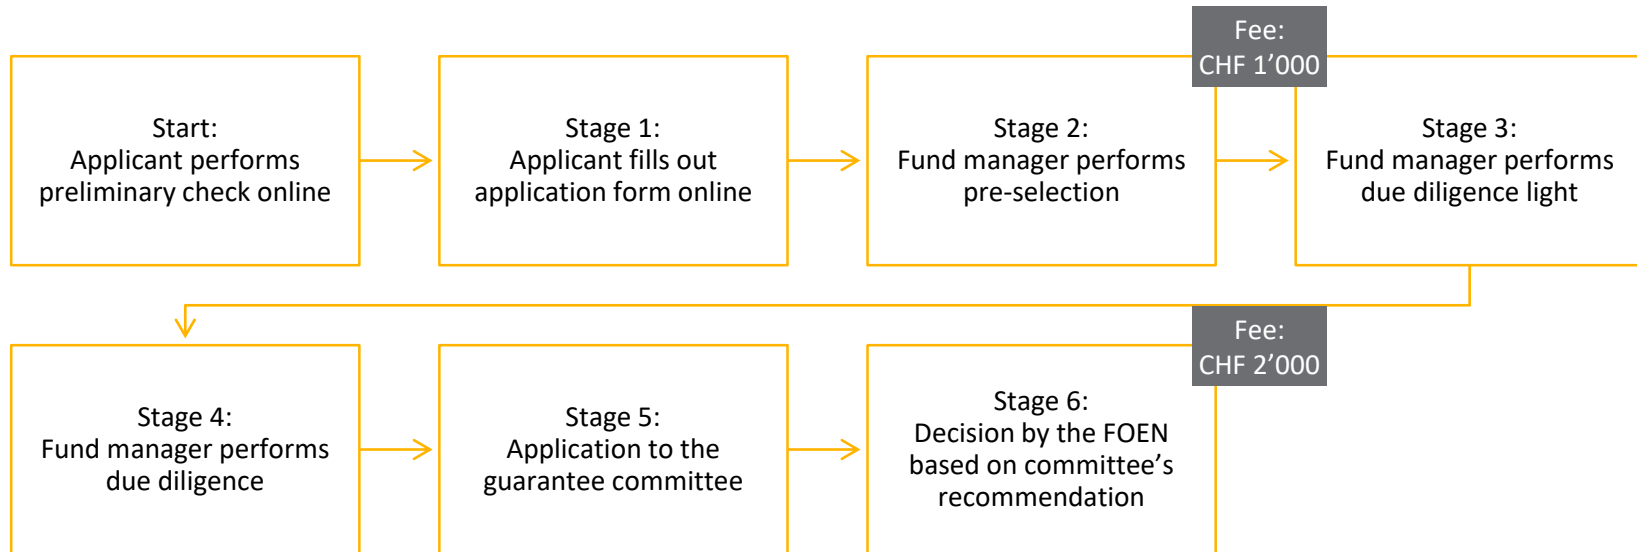 Start:
Applicant performs
preliminary check online
Stage 1:
Applicant fills out
application form online
Stage 2:
Fund manager performs
pre-selection
Fee:
CHF 1’000
Stage 3:
Fund manager performs
due diligence light
Stage 4:
Fund manager performs
due diligence
Stage 5:
Application to the
guarantee committee
Stage 6:
Decision by the FOEN
based on committee’s
recommendation
Fee:
CHF 2’000